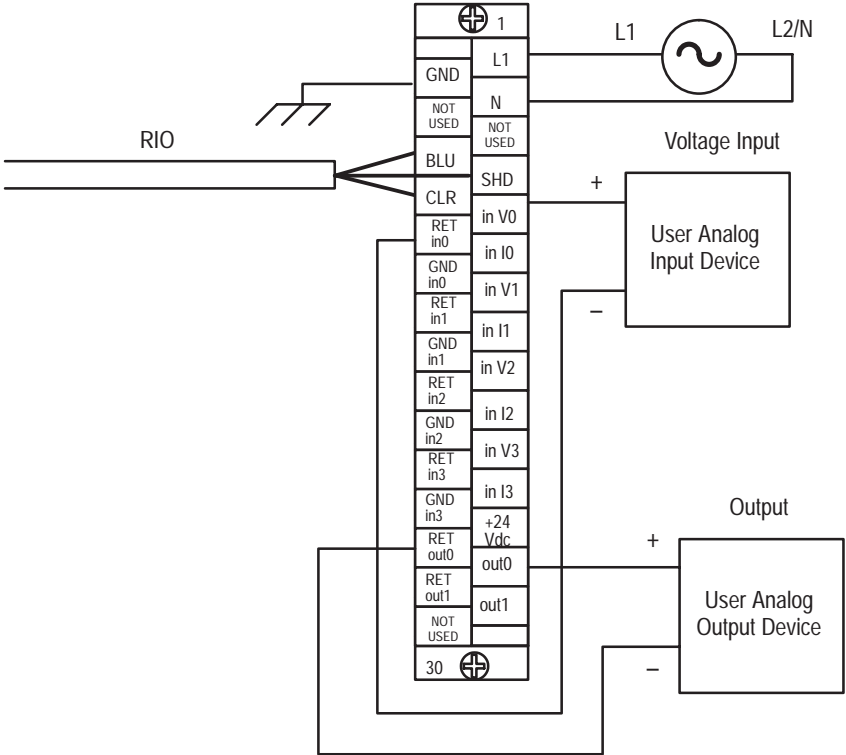 1
L1
L2/N
L1
GND
N
NOT
USED
NOT
USED
RIO
Voltage Input
BLU
SHD
CLR
+
in V0
RET
in0
User Analog
Input Device
in I0
GND
in0
in V1
RET
in1
–
in I1
GND
in1
in V2
RET
in2
in I2
GND
in2
in V3
RET
in3
in I3
GND
in3
Output
+24
Vdc
RET
out0
+
out0
RET
out1
out1
User Analog
Output Device
NOT
USED
30
–